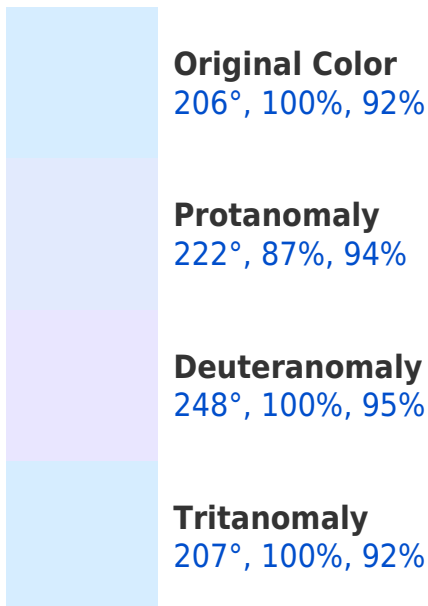 Original Color
206°, 100%, 92%
Protanomaly
222°, 87%, 94%
Deuteranomaly
248°, 100%, 95%
Tritanomaly
207°, 100%, 92%